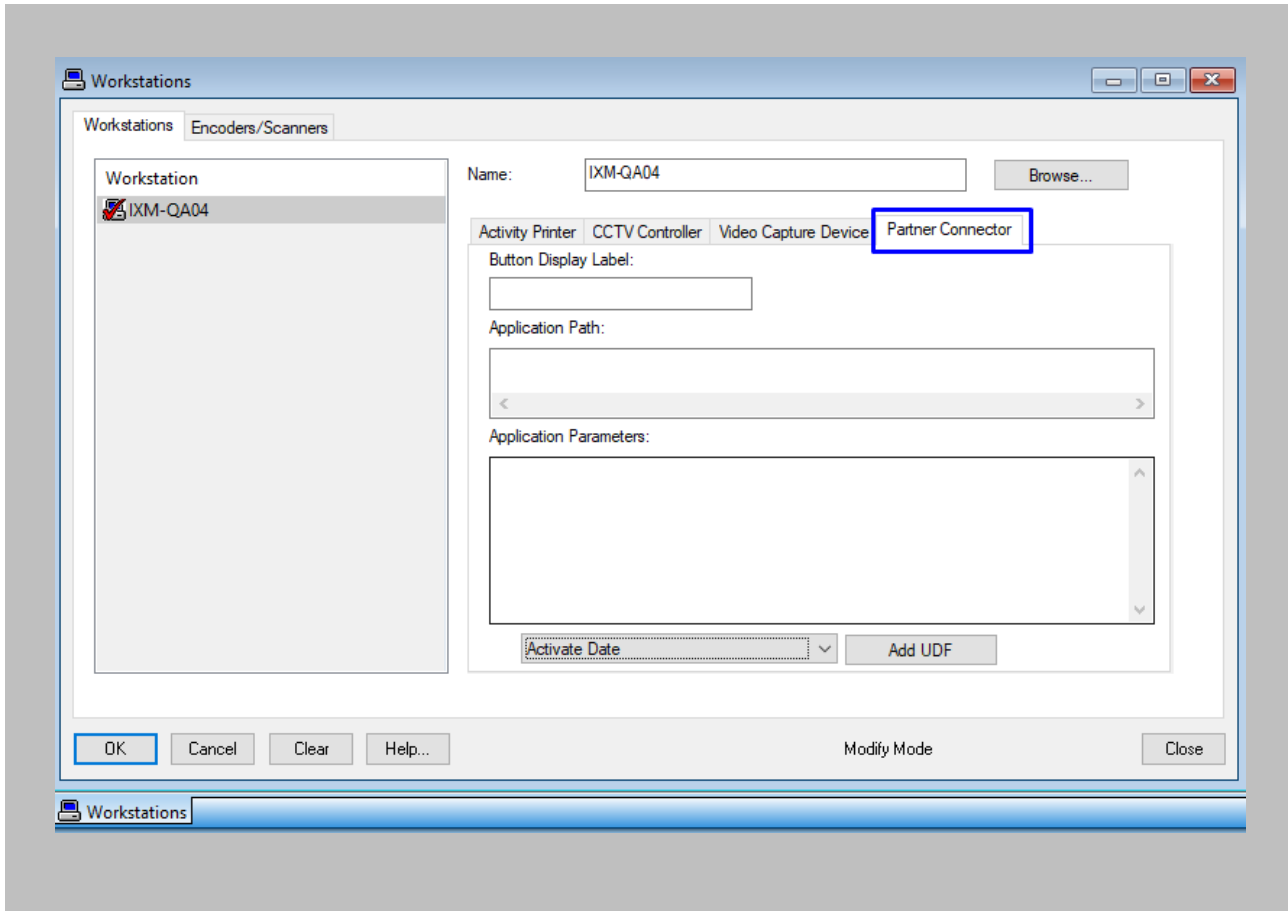 Workstations
Workstations Encoders/Scanners
Workstation
IXM-QA04
Name: IXM-QA04 Browse...
Activity Printer CCTV Controller Video Capture Device Partner Connector
Button Display Label:
Application Path:
Application Parameters:
Activate Date Add UDF
OK Cancel Clear Help... Modify Mode Close
Workstations